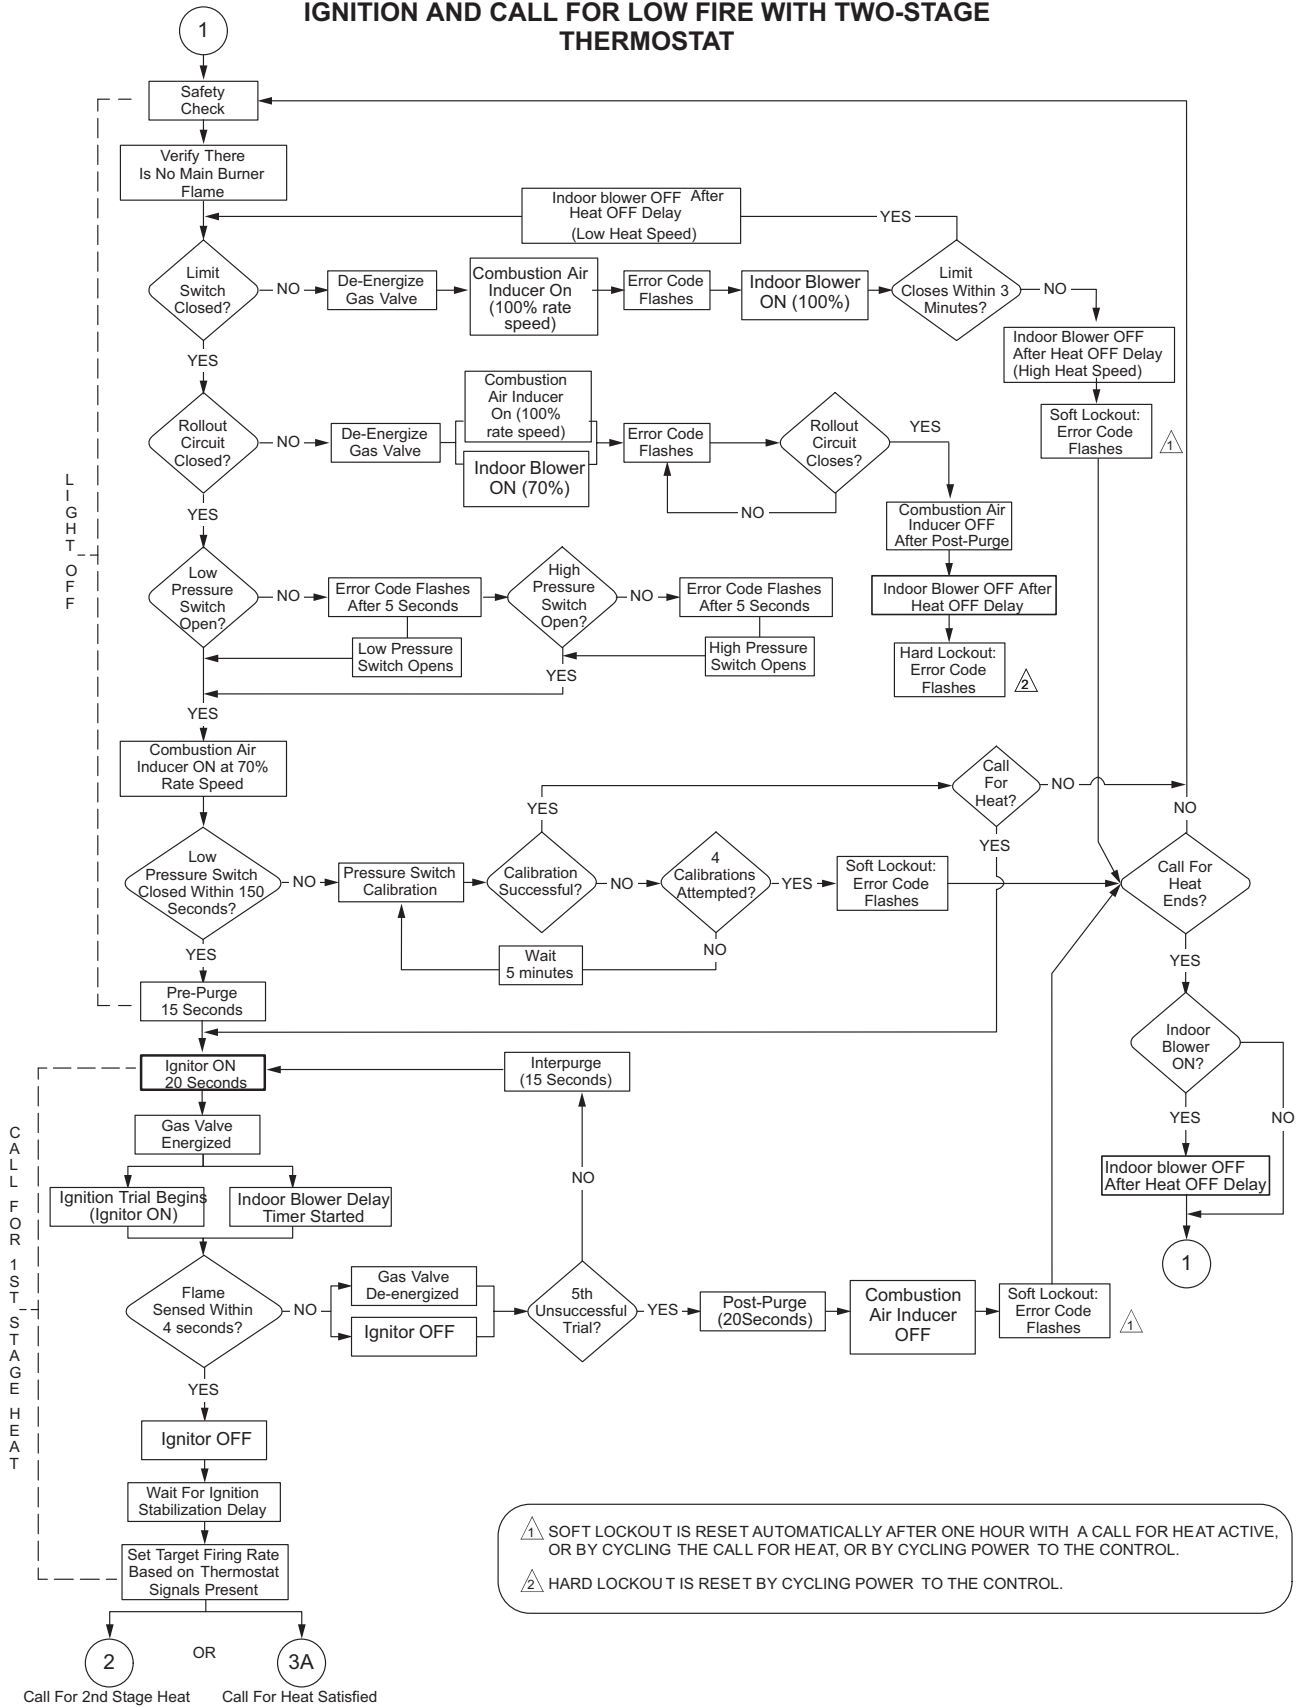 IGNITION AND CALL FOR LOW FIRE WITH TWO-STAGE
THERMOSTAT
1
Safety
Check
Verify There
Is No Main Burner
Flame
Indoor blower OFF After
Heat OFF Delay
(Low Heat Speed)
YES
Limit
Switch
Closed?
NO
De-Energize
Gas Valve
Combustion Air
Inducer On
(100% rate
speed)
Error Code
Flashes
Indoor Blower
ON (100%)
Limit
Closes Within 3
Minutes?
NO
Indoor Blower OFF
After Heat OFF Delay
(High Heat Speed)
Soft Lockout:
Error Code
Flashes
1
YES
Rollout
Circuit
Closed?
NO
De-Energize
Gas Valve
Combustion
Air Inducer
On (100%
rate speed)
Indoor Blower
ON (70%)
Error Code
Flashes
Rollout
Circuit
Closes?
YES
NO
Combustion Air
Inducer OFF
After Post-Purge
Indoor Blower OFF After
Heat OFF Delay
Hard Lockout:
Error Code
Flashes
2
LIGHT OFF
YES
Low
Pressure
Switch
Open?
NO
Error Code Flashes
After 5 Seconds
Low Pressure
Switch Opens
High
Pressure
Switch
Open?
NO
Error Code Flashes
After 5 Seconds
High Pressure
Switch Opens
YES
YES
Combustion Air
Inducer ON at 70%
Rate Speed
Low
Pressure Switch
Closed Within 150
Seconds?
NO
Pressure Switch
Calibration
Calibration
Successful?
YES
Call
For
Heat?
NO
YES
NO
4
Calibrations
Attempted?
YES
Soft Lockout:
Error Code
Flashes
NO
Wait
5 minutes
NO
Call For
Heat
Ends?
YES
Indoor
Blower
ON?
YES
NO
Indoor blower OFF
After Heat OFF Delay
1
YES
Pre-Purge
15 Seconds
Ignitor ON
20 Seconds
Interpurge
(15 Seconds)
Gas Valve
Energized
Ignition Trial Begins
(Ignitor ON)
Indoor Blower Delay
Timer Started
CALL FOR 1ST STAGE HEAT
Flame
Sensed Within
4 seconds?
NO
Gas Valve
De-energized
Ignitor OFF
5th
Unsuccessful
Trial?
NO
YES
Post-Purge
(20Seconds)
Combustion
Air Inducer
OFF
Soft Lockout:
Error Code
Flashes
1
YES
Ignitor OFF
Wait For Ignition
Stabilization Delay
Set Target Firing Rate
Based on Thermostat
Signals Present
2
OR
3A
Call For 2nd Stage Heat
Call For Heat Satisfied
1 SOFT LOCKOUT IS RESET AUTOMATICALLY AFTER ONE HOUR WITH A CALL FOR HEAT ACTIVE,
OR BY CYCLING THE CALL FOR HEAT, OR BY CYCLING POWER TO THE CONTROL.
2 HARD LOCKOUT IS RESET BY CYCLING POWER TO THE CONTROL.